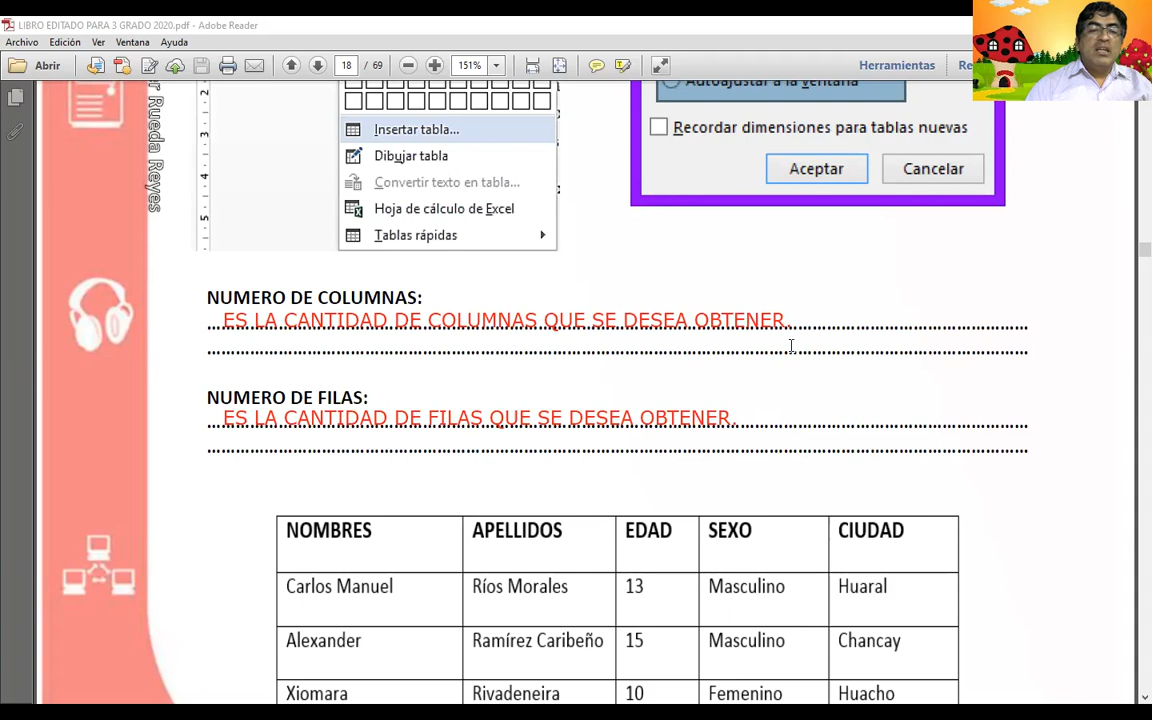 LIBRO EDITADO PARA 3 GRADO 2020.pdf - Adobe Reader
Archivo Edición Ver Ventana Ayuda
Abrir 18 / 69 151% Herramientas
Autoajustar a la ventana
Insertar tabla...
Recordar dimensiones para tablas nuevas
Dibujar tabla
Aceptar Cancelar
Convertir texto en tabla...
Hoja de cálculo de Excel
Tablas rápidas
2
3
4
5
Rueda Reyes
NUMERO DE COLUMNAS:
ES LA CANTIDAD DE COLUMNAS QUE SE DESEA OBTENER.
NUMERO DE FILAS:
ES LA CANTIDAD DE FILAS QUE SE DESEA OBTENER.
NOMBRES APELLIDOS EDAD SEXO CIUDAD
Carlos Manuel Ríos Morales 13 Masculino Huaral
Alexander Ramírez Caribeño 15 Masculino Chancay
Xiomara Rivadeneira 10 Femenino Huacho